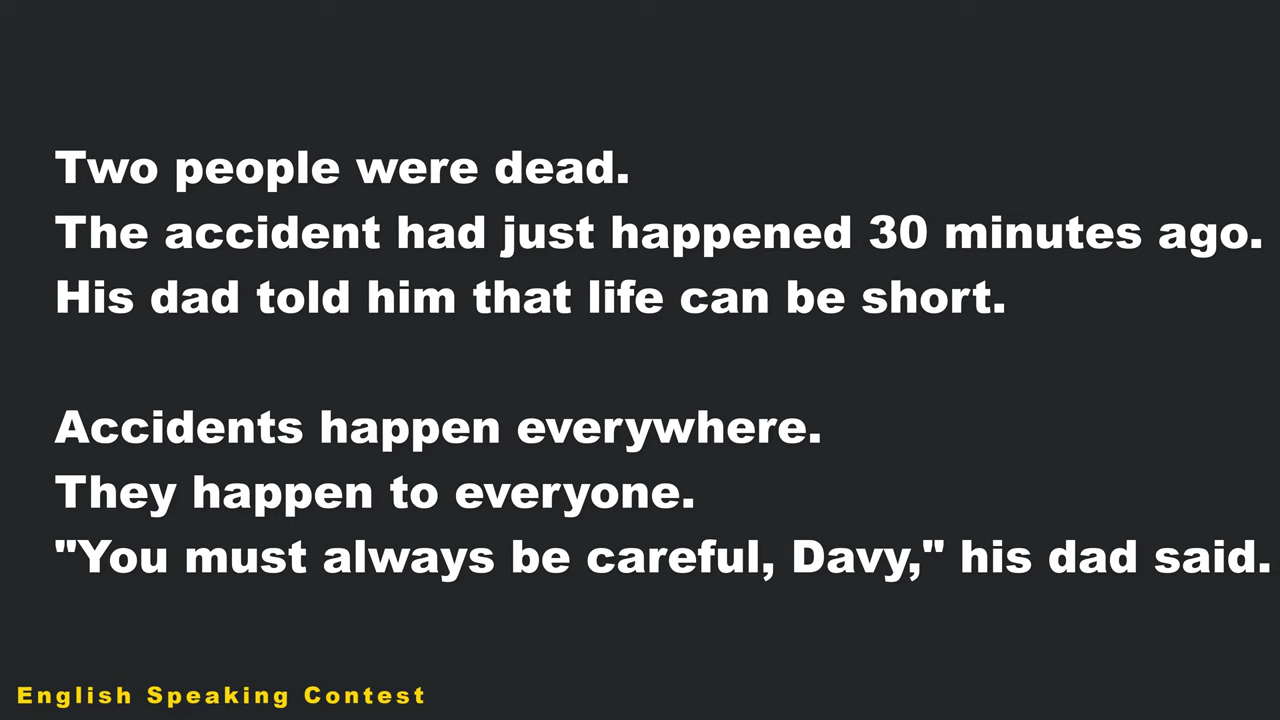 Two people were dead.
The accident had just happened 30 minutes ago.
His dad told him that life can be short.
Accidents happen everywhere.
They happen to everyone.
"You must always be careful, Davy," his dad said.
English Speaking Contest